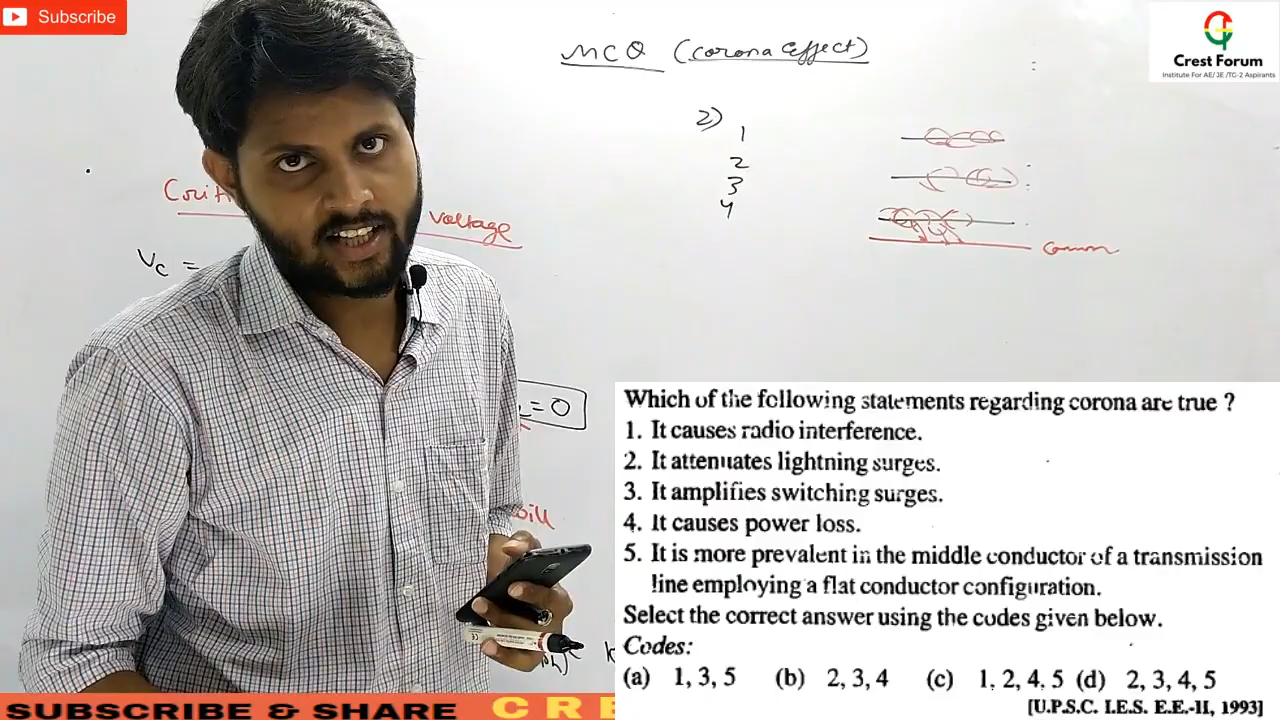 Subscribe
MCQ (Corona Effect)
Crest Forum
Institute For AE/ JE /TC-2 Aspirants
2)
1
2
3
4
voltage
Vc =
= 0
Which of the following statements regarding corona are true ?
1. It causes radio interference.
2. It attenuates lightning surges.
3. It amplifies switching surges.
4. It causes power loss.
5. It is more prevalent in the middle conductor of a transmission
line employing a flat conductor configuration.
Select the correct answer using the codes given below.
Codes:
(a) 1, 3, 5 (b) 2, 3, 4 (c) 1, 2, 4, 5 (d) 2, 3, 4, 5
[U.P.S.C. I.E.S. E.E.-II, 1993]
SUBSCRIBE & SHARE C R E